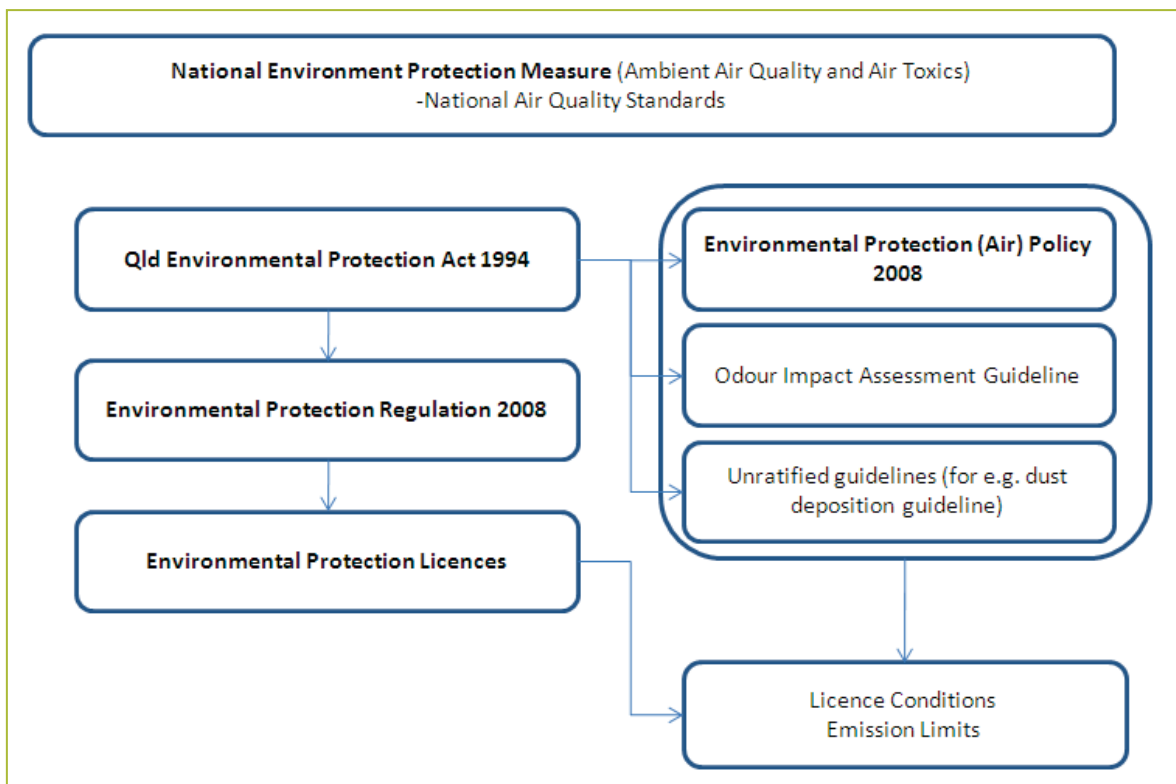 National Environment Protection Measure (Ambient Air Quality and Air Toxics)
-National Air Quality Standards
Qld Environmental Protection Act 1994
Environmental Protection (Air) Policy
2008
Odour Impact Assessment Guideline
Environmental Protection Regulation 2008
Unratified guidelines (for e.g. dust
deposition guideline)
Environmental Protection Licences
Licence Conditions
Emission Limits